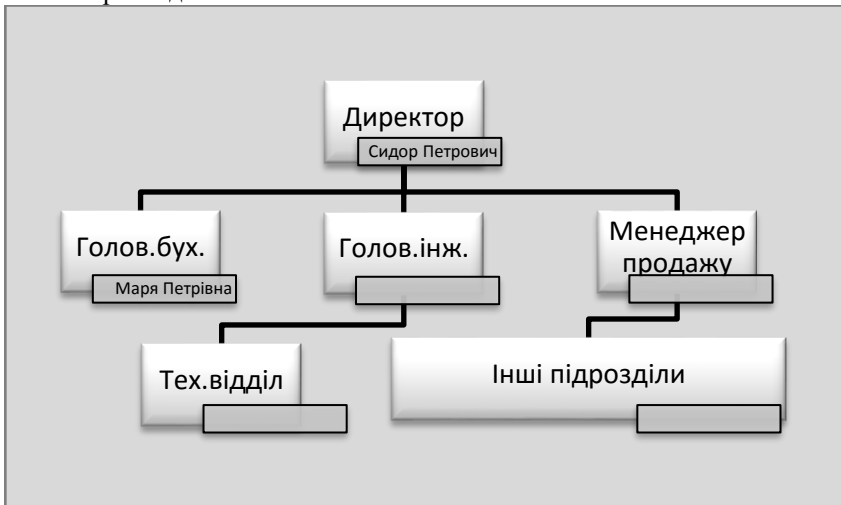 Директор
Сидор Петрович
Голов.бух.
Маря Петрівна
Голов.інж.
Менеджер
продажу
Тех.відділ
Інші підрозділи